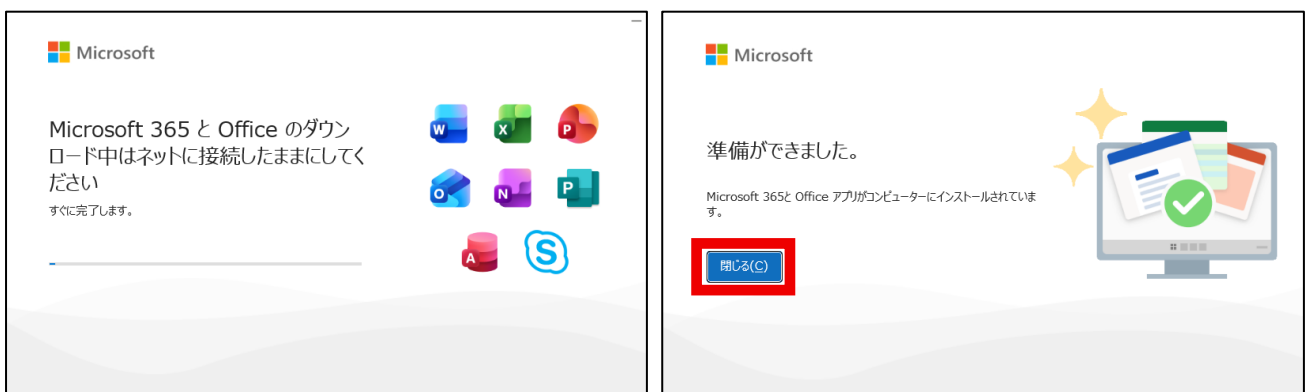 Microsoft
Microsoft 365 と Office のダウン
ロード中はネットに接続したままにしてく
ださい
すぐに完了します。
W
X
P
O
N
P
A
S
Microsoft
準備ができました。
Microsoft 365と Office アプリがコンピューターにインストールされていま
す。
閉じる(C)